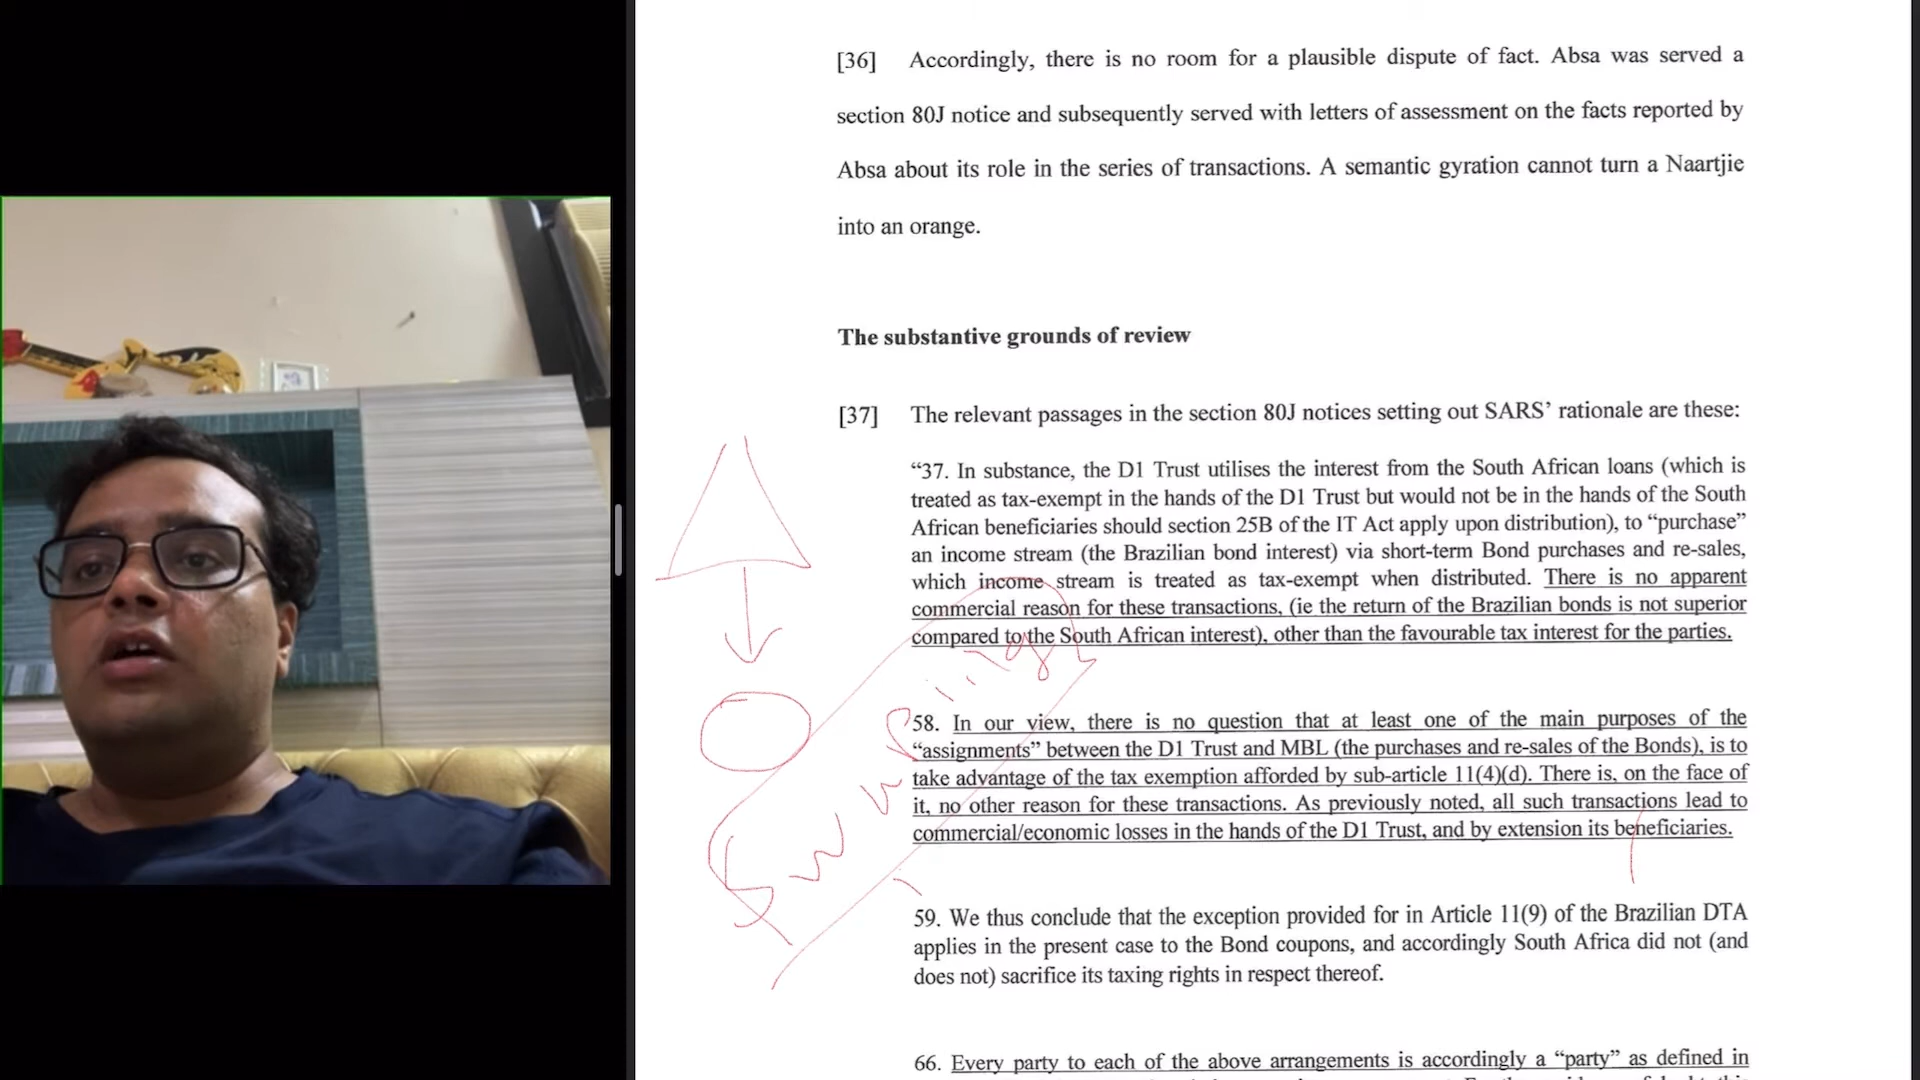 [36] Accordingly, there is no room for a plausible dispute of fact. Absa was served a
section 80J notice and subsequently served with letters of assessment on the facts reported by
Absa about its role in the series of transactions. A semantic gyration cannot turn a Naartjie
into an orange.
The substantive grounds of review
[37] The relevant passages in the section 80J notices setting out SARS’ rationale are these:
“37. In substance, the D1 Trust utilises the interest from the South African loans (which is
treated as tax-exempt in the hands of the D1 Trust but would not be in the hands of the South
African beneficiaries should section 25B of the IT Act apply upon distribution), to “purchase”
an income stream (the Brazilian bond interest) via short-term Bond purchases and re-sales,
which income stream is treated as tax-exempt when distributed. There is no apparent
commercial reason for these transactions, (ie the return of the Brazilian bonds is not superior
compared to the South African interest), other than the favourable tax interest for the parties.
58. In our view, there is no question that at least one of the main purposes of the
“assignments” between the D1 Trust and MBL (the purchases and re-sales of the Bonds), is to
take advantage of the tax exemption afforded by sub-article 11(4)(d). There is, on the face of
it, no other reason for these transactions. As previously noted, all such transactions lead to
commercial/economic losses in the hands of the D1 Trust, and by extension its beneficiaries.
59. We thus conclude that the exception provided for in Article 11(9) of the Brazilian DTA
applies in the present case to the Bond coupons, and accordingly South Africa did not (and
does not) sacrifice its taxing rights in respect thereof.
66. Every party to each of the above arrangements is accordingly a “party” as defined in